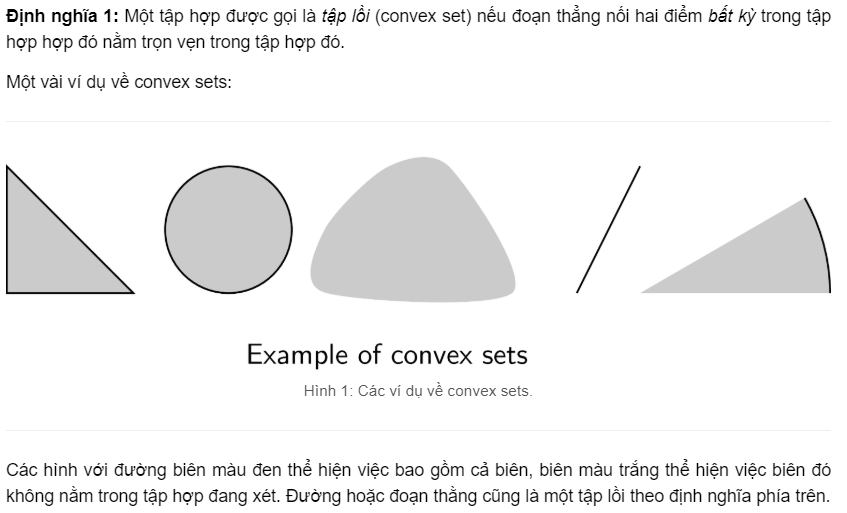 Định nghĩa 1: Một tập hợp được gọi là tập lồi (convex set) nếu đoạn thẳng nối hai điểm bất kỳ trong tập
hợp hợp đó nằm trọn vẹn trong tập hợp đó.
Một vài ví dụ về convex sets:
Example of convex sets
Hình 1: Các ví dụ về convex sets.
Các hình với đường biên màu đen thể hiện việc bao gồm cả biên, biên màu trắng thể hiện việc biên đó
không nằm trong tập hợp đang xét. Đường hoặc đoạn thẳng cũng là một tập lồi theo định nghĩa phía trên.